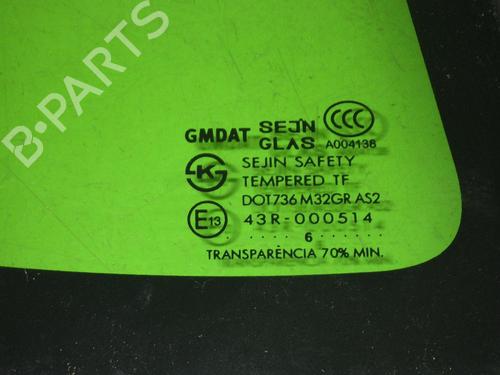 B-PARTS
GMDAT SEJIN GLAS CCC
A004138
KS SEJIN SAFETY
TEMPERED TF
DOT736 M32GR AS2
E13 43R-000514
...... 6 ......
TRANSPARÊNCIA 70% MIN.